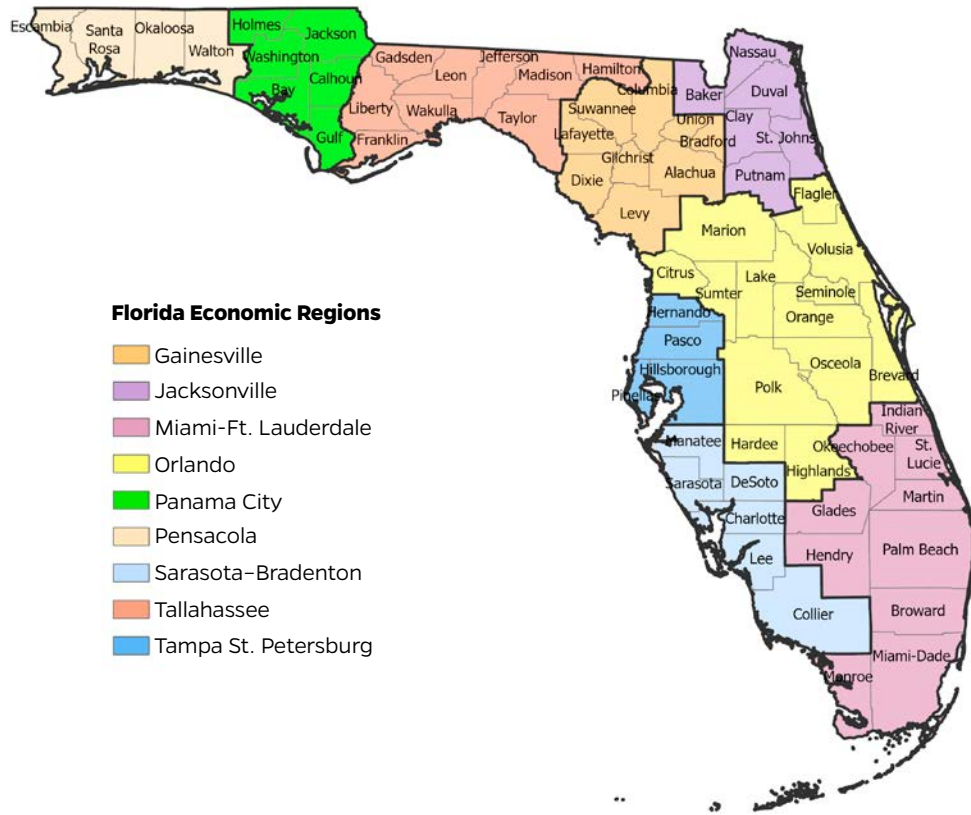 Escambia
Santa
Rosa
Okaloosa
Walton
Holmes
Jackson
Washington
Calhoun
Bay
Gulf
Gadsden
Leon
Jefferson
Madison
Hamilton
Liberty
Wakulla
Taylor
Franklin
Columbia
Suwannee
Lafayette
Union
Bradford
Gilchrist
Alachua
Dixie
Levy
Nassau
Baker
Duval
Clay
St. Johns
Putnam
Flagler
Marion
Volusia
Citrus
Lake
Sumter
Seminole
Orange
Hernando
Pasco
Hillsborough
Pinellas
Polk
Osceola
Brevard
Indian
River
Manatee
Hardee
Okeechobee
St.
Lucie
Highlands
Sarasota
DeSoto
Martin
Glades
Charlotte
Lee
Hendry
Palm Beach
Collier
Broward
Miami-Dade
Monroe
Florida Economic Regions
Gainesville
Jacksonville
Miami-Ft. Lauderdale
Orlando
Panama City
Pensacola
Sarasota–Bradenton
Tallahassee
Tampa St. Petersburg